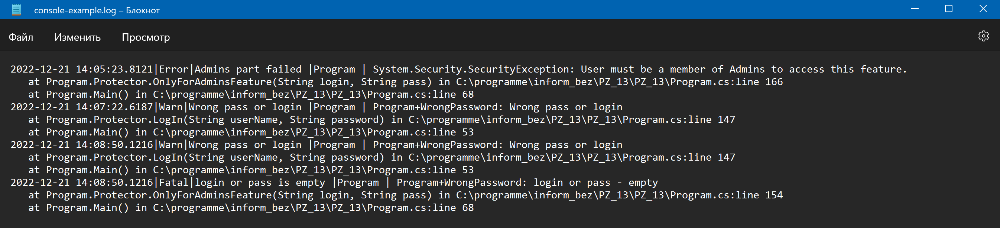 console-example.log – Блокнот
Файл Изменить Просмотр
2022-12-21 14:05:23.8121|Error|Admins part failed |Program | System.Security.SecurityException: User must be a member of Admins to access this feature.
   at Program.Protector.OnlyForAdminsFeature(String login, String pass) in C:\programme\inform_bez\PZ_13\PZ_13\Program.cs:line 166
   at Program.Main() in C:\programme\inform_bez\PZ_13\PZ_13\Program.cs:line 68
2022-12-21 14:07:22.6187|Warn|Wrong pass or login |Program | Program+WrongPassword: Wrong pass or login
   at Program.Protector.LogIn(String userName, String password) in C:\programme\inform_bez\PZ_13\PZ_13\Program.cs:line 147
   at Program.Main() in C:\programme\inform_bez\PZ_13\PZ_13\Program.cs:line 53
2022-12-21 14:08:50.1216|Warn|Wrong pass or login |Program | Program+WrongPassword: Wrong pass or login
   at Program.Protector.LogIn(String userName, String password) in C:\programme\inform_bez\PZ_13\PZ_13\Program.cs:line 147
   at Program.Main() in C:\programme\inform_bez\PZ_13\PZ_13\Program.cs:line 53
2022-12-21 14:08:50.1216|Fatal|login or pass is empty |Program | Program+WrongPassword: login or pass - empty
   at Program.Protector.OnlyForAdminsFeature(String login, String pass) in C:\programme\inform_bez\PZ_13\PZ_13\Program.cs:line 154
   at Program.Main() in C:\programme\inform_bez\PZ_13\PZ_13\Program.cs:line 68